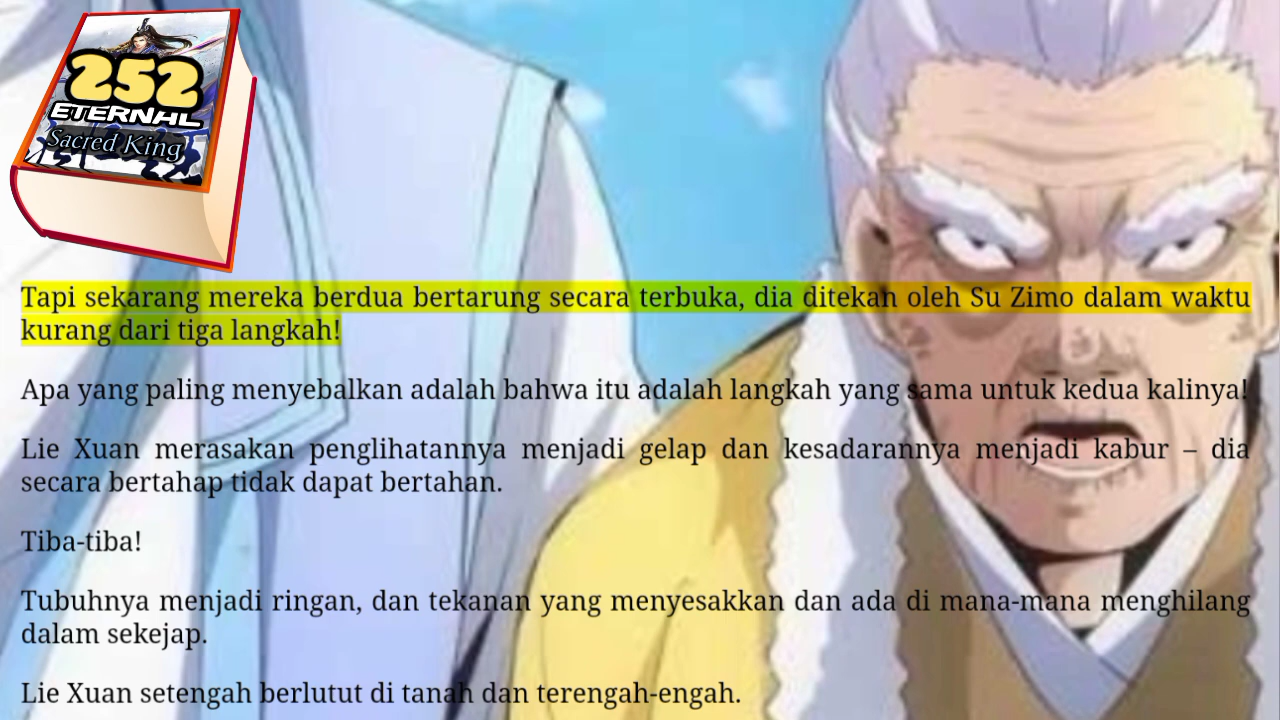 252
ETERNAL
Sacred King
Tapi sekarang mereka berdua bertarung secara terbuka, dia ditekan oleh Su Zimo dalam waktu
kurang dari tiga langkah!
Apa yang paling menyebalkan adalah bahwa itu adalah langkah yang sama untuk kedua kalinya!
Lie Xuan merasakan penglihatannya menjadi gelap dan kesadarannya menjadi kabur – dia
secara bertahap tidak dapat bertahan.
Tiba-tiba!
Tubuhnya menjadi ringan, dan tekanan yang menyesakkan dan ada di mana-mana menghilang
dalam sekejap.
Lie Xuan setengah berlutut di tanah dan terengah-engah.